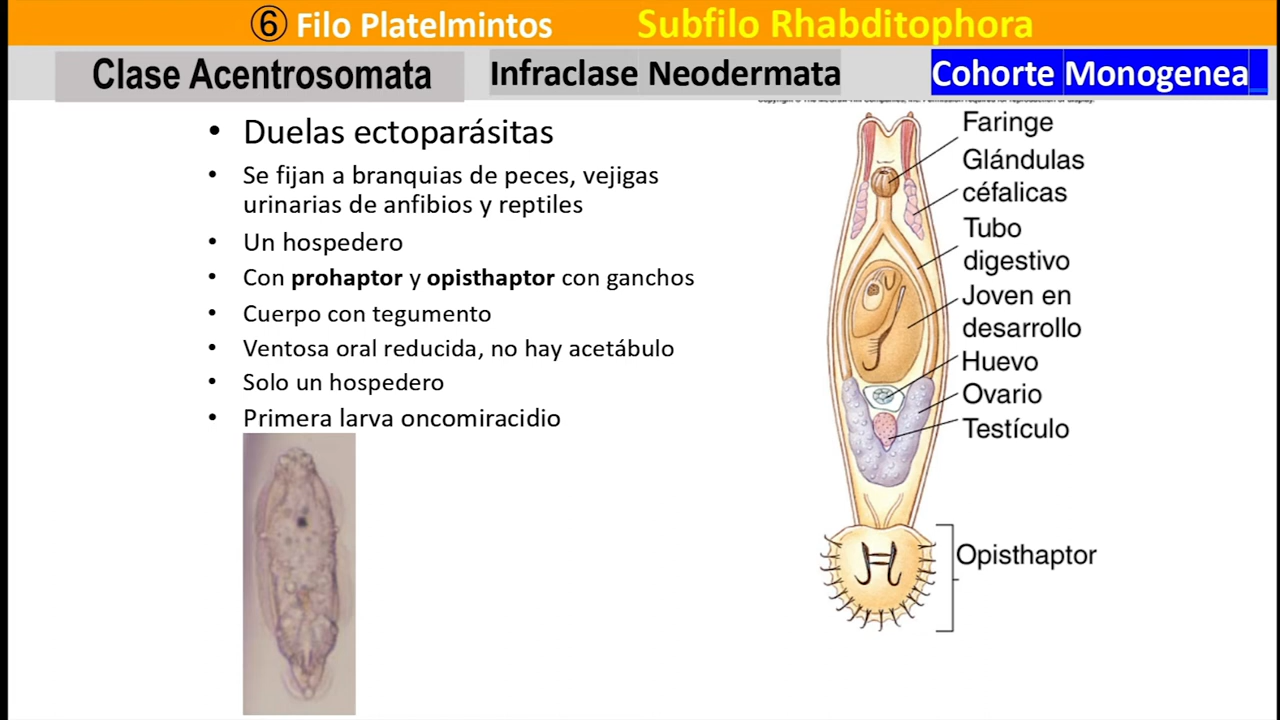 ⑥ Filo Platelmintos Subfilo Rhabditophora
Clase Acentrosomata Infraclase Neodermata Cohorte Monogenea
• Duelas ectoparásitas
• Se fijan a branquias de peces, vejigas
urinarias de anfibios y reptiles
• Un hospedero
• Con prohaptor y opisthaptor con ganchos
• Cuerpo con tegumento
• Ventosa oral reducida, no hay acetábulo
• Solo un hospedero
• Primera larva oncomiracidio
Faringe
Glándulas
céfalicas
Tubo
digestivo
Joven en
desarrollo
Huevo
Ovario
Testículo
Opisthaptor